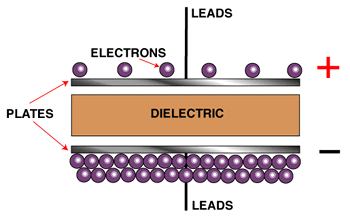 LEADS
ELECTRONS
+
PLATES
DIELECTRIC
−
LEADS